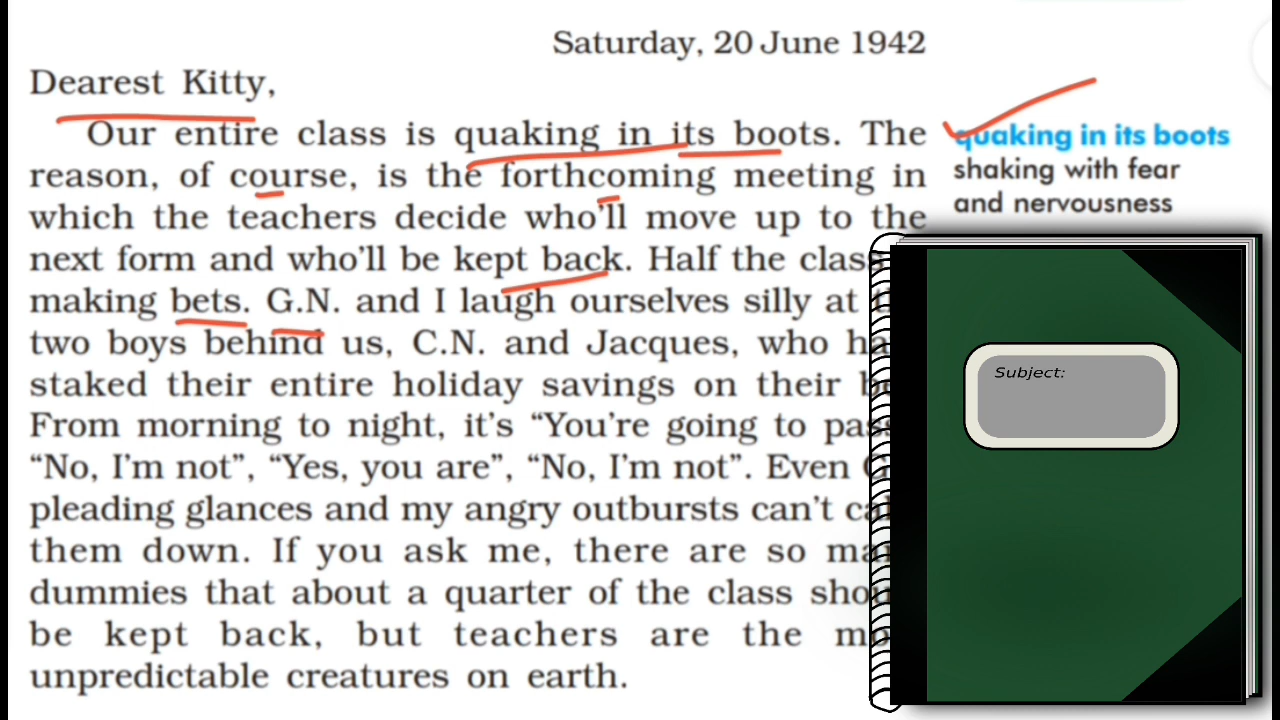 Saturday, 20 June 1942
Dearest Kitty,
Our entire class is quaking in its boots. The
reason, of course, is the forthcoming meeting in
which the teachers decide who'll move up to the
next form and who'll be kept back. Half the class
making bets. G.N. and I laugh ourselves silly at
two boys behind us, C.N. and Jacques, who
staked their entire holiday savings on their
From morning to night, it's “You're going to
“No, I'm not”, “Yes, you are”, “No, I'm not”. Even
pleading glances and my angry outbursts can't
them down. If you ask me, there are so
dummies that about a quarter of the class
be kept back, but teachers are the
unpredictable creatures on earth.
quaking in its boots
shaking with fear
and nervousness
Subject: